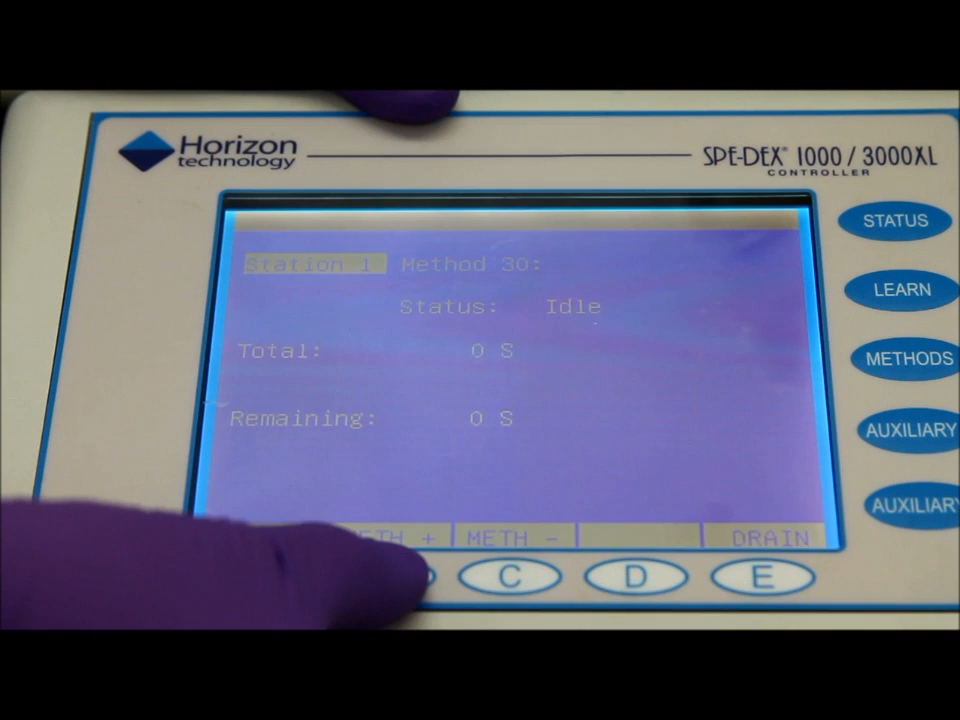 Horizon
technology
SPE-DEX® 1000 / 3000XL
CONTROLLER
STATUS
LEARN
METHODS
AUXILIARY
AUXILIARY
Station 1 Method 30:
Status: Idle
Total: 0 S
Remaining: 0 S
METH - DRAIN
C D E